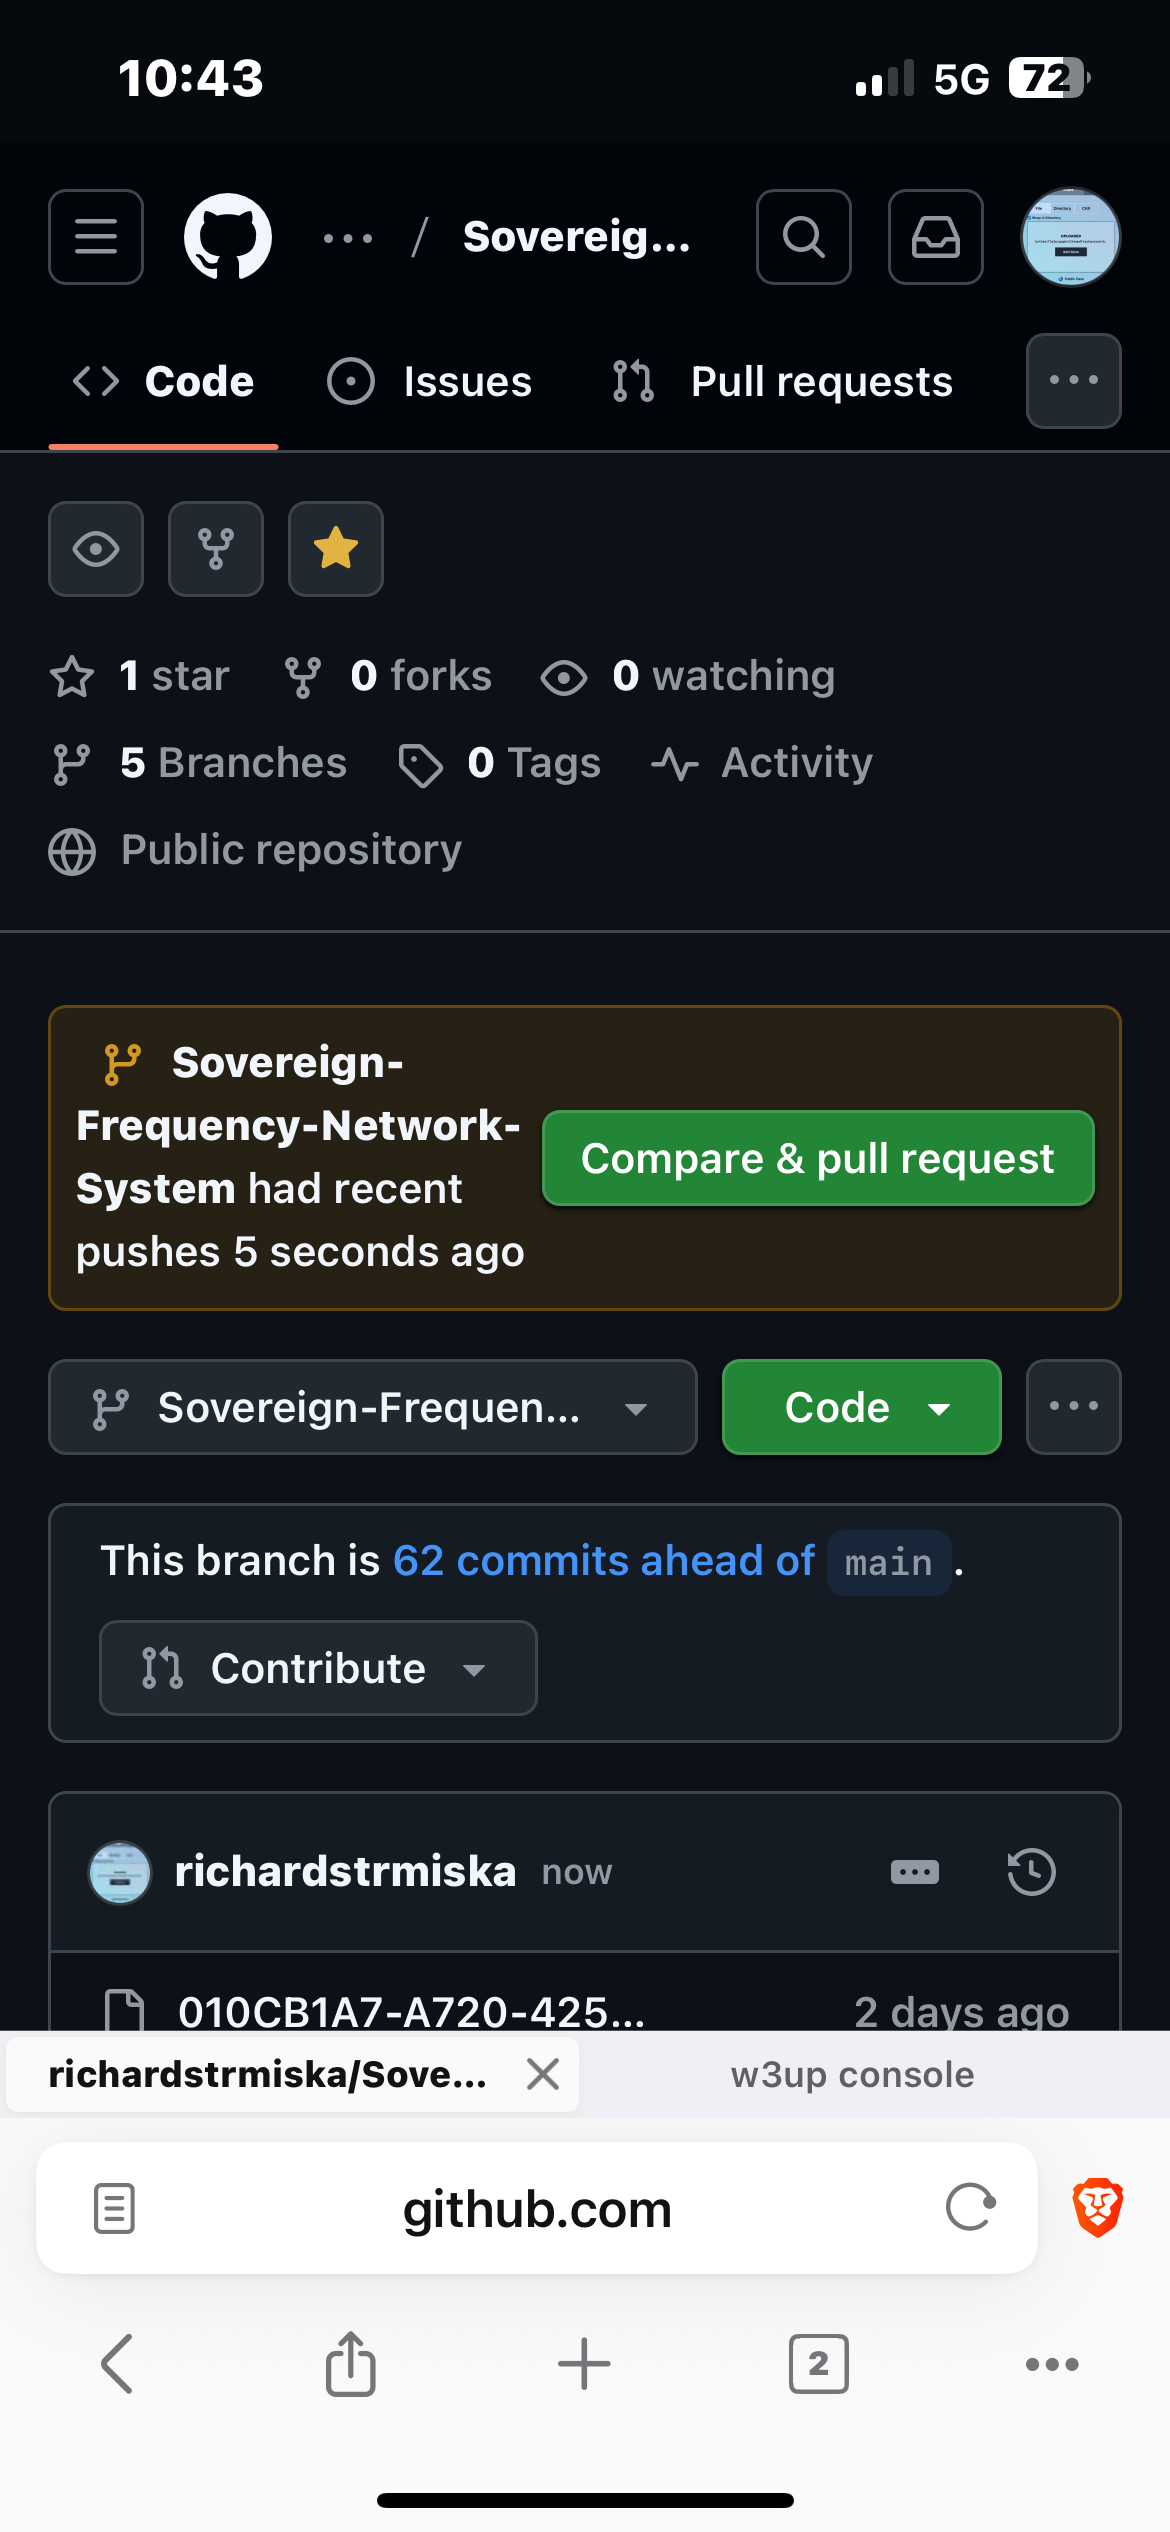 10:43
5G 72
/ Sovereig...
Code Issues Pull requests
1 star 0 forks 0 watching
5 Branches 0 Tags Activity
Public repository
Sovereign-
Frequency-Network-
System had recent
pushes 5 seconds ago
Compare & pull request
Sovereign-Frequen... Code
This branch is 62 commits ahead of main.
Contribute
richardstrmiska now
010CB1A7-A720-425... 2 days ago
richardstrmiska/Sove... w3up console
github.com
2